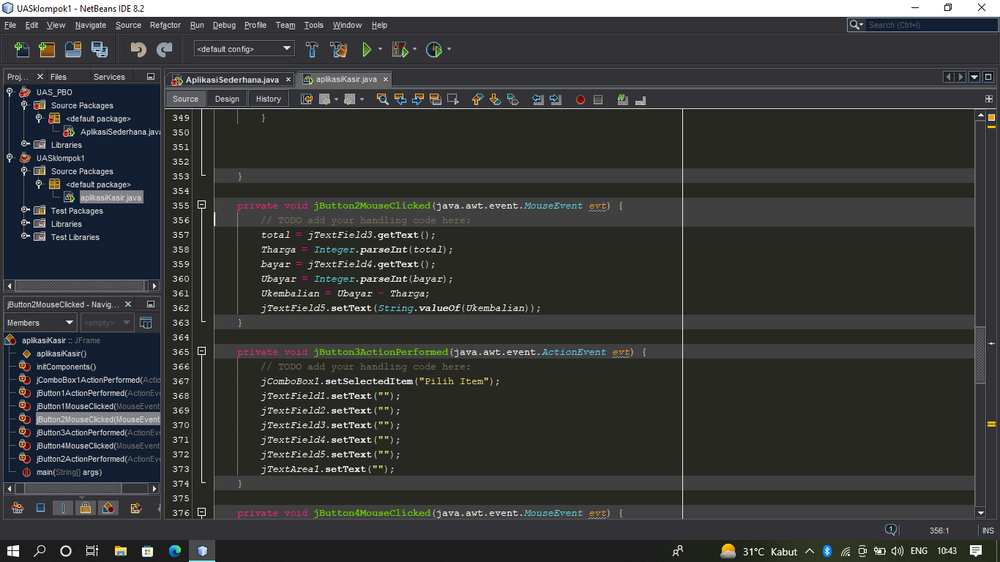 UASklompok1 - NetBeans IDE 8.2
File Edit View Navigate Source Refactor Run Debug Profile Team Tools Window Help
Search (Ctrl+I)
<default config>
Proj... Files Services
UAS_PBO
Source Packages
<default package>
AplikasiSederhana.java
Libraries
UASklompok1
Source Packages
<default package>
aplikasiKasir.java
Test Packages
Libraries
Test Libraries
jButton2MouseClicked - Navig...
Members <empty>
aplikasiKasir :: JFrame
aplikasiKasir()
initComponents()
jComboBox1ActionPerformed(Actio
jButton1ActionPerformed(ActionEve
jButton1MouseClicked(MouseEvent
jButton2MouseClicked(MouseEvent
jButton3ActionPerformed(ActionEve
jButton4MouseClicked(MouseEvent
jButton2ActionPerformed(ActionEve
main(String[] args)
AplikasiSederhana.java aplikasiKasir.java
Source Design History
349 }
350
351
352
353 }
354
355 private void jButton2MouseClicked(java.awt.event.MouseEvent evt) {
356 // TODO add your handling code here:
357 total = jTextField3.getText();
358 Tharga = Integer.parseInt(total);
359 bayar = jTextField4.getText();
360 Ubayar = Integer.parseInt(bayar);
361 Ukembalian = Ubayar - Tharga;
362 jTextField5.setText(String.valueOf(Ukembalian));
363 }
364
365 private void jButton3ActionPerformed(java.awt.event.ActionEvent evt) {
366 // TODO add your handling code here:
367 jComboBox1.setSelectedItem("Pilih Item");
368 jTextField1.setText("");
369 jTextField2.setText("");
370 jTextField3.setText("");
371 jTextField4.setText("");
372 jTextField5.setText("");
373 jTextArea1.setText("");
374 }
375
376 private void jButton4MouseClicked(java.awt.event.MouseEvent evt) {
1 356:1 INS
31°C Kabut ENG 10:43